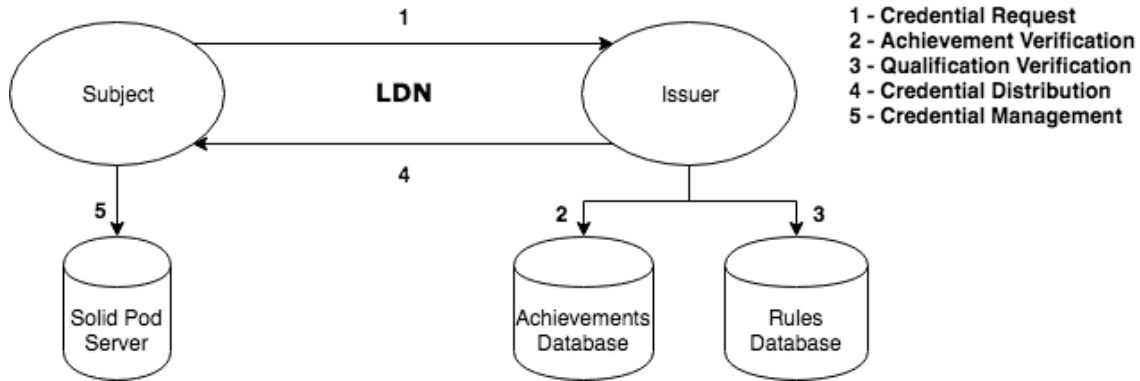 1
Subject
LDN
Issuer
4
5
2
3
Solid Pod
Server
Achievements
Database
Rules
Database
1 - Credential Request
2 - Achievement Verification
3 - Qualification Verification
4 - Credential Distribution
5 - Credential Management